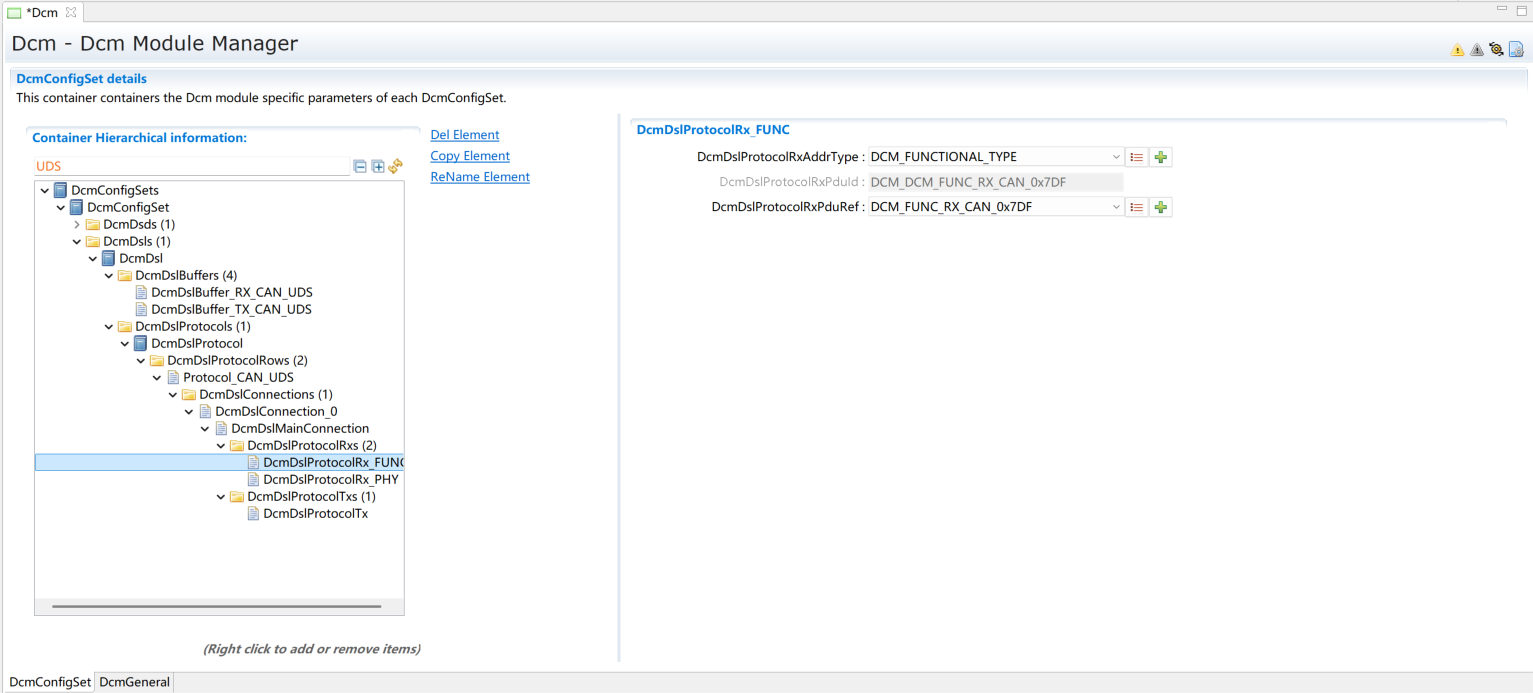 *Dcm
Dcm - Dcm Module Manager
DcmConfigSet details
This container containers the Dcm module specific parameters of each DcmConfigSet.
Container Hierarchical information:
UDS
DcmConfigSets
DcmConfigSet
DcmDsds (1)
DcmDsls (1)
DcmDsl
DcmDslBuffers (4)
DcmDslBuffer_RX_CAN_UDS
DcmDslBuffer_TX_CAN_UDS
DcmDslProtocols (1)
DcmDslProtocol
DcmDslProtocolRows (2)
Protocol_CAN_UDS
DcmDslConnections (1)
DcmDslConnection_0
DcmDslMainConnection
DcmDslProtocolRxs (2)
DcmDslProtocolRx_FUNC
DcmDslProtocolRx_PHY
DcmDslProtocolTxs (1)
DcmDslProtocolTx
(Right click to add or remove items)
Del Element
Copy Element
ReName Element
DcmDslProtocolRx_FUNC
DcmDslProtocolRxAddrType : DCM_FUNCTIONAL_TYPE
DcmDslProtocolRxPduId : DCM_DCM_FUNC_RX_CAN_0x7DF
DcmDslProtocolRxPduRef : DCM_FUNC_RX_CAN_0x7DF
DcmConfigSet DcmGeneral